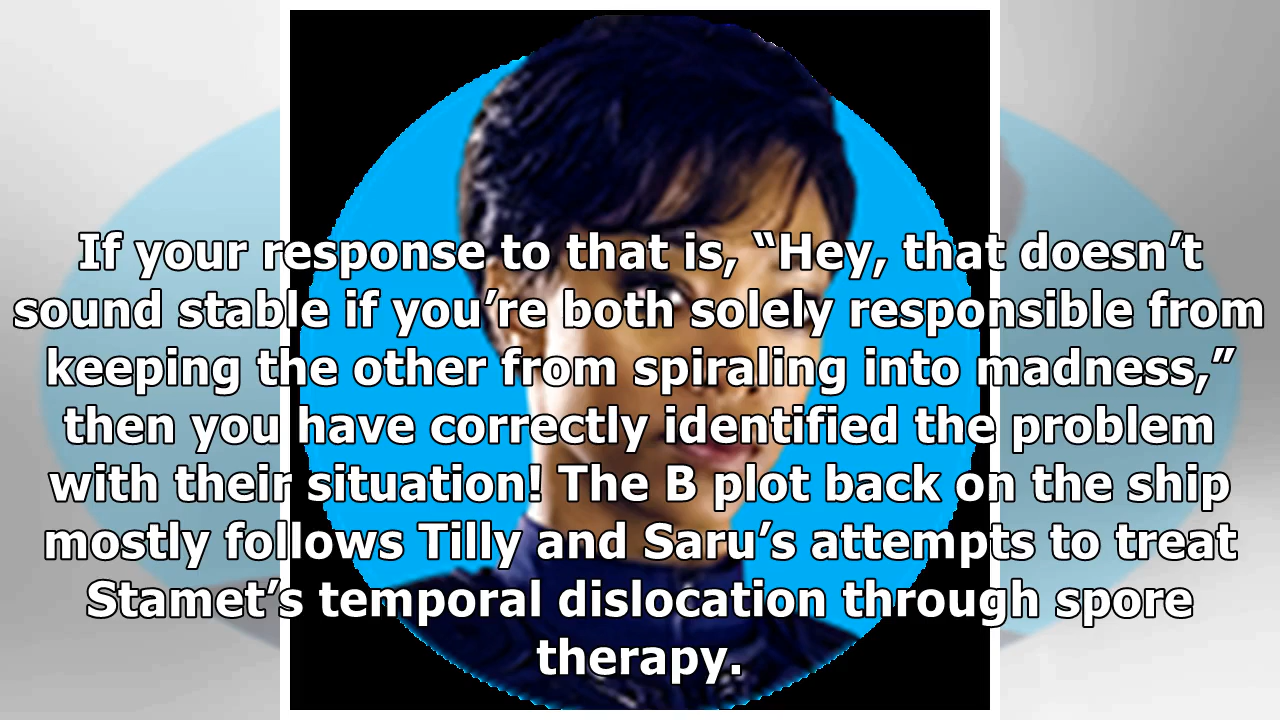 If your response to that is, “Hey, that doesn’t
sound stable if you’re both solely responsible from
keeping the other from spiraling into madness,”
then you have correctly identified the problem
with their situation! The B plot back on the ship
mostly follows Tilly and Saru’s attempts to treat
Stamet’s temporal dislocation through spore
therapy.